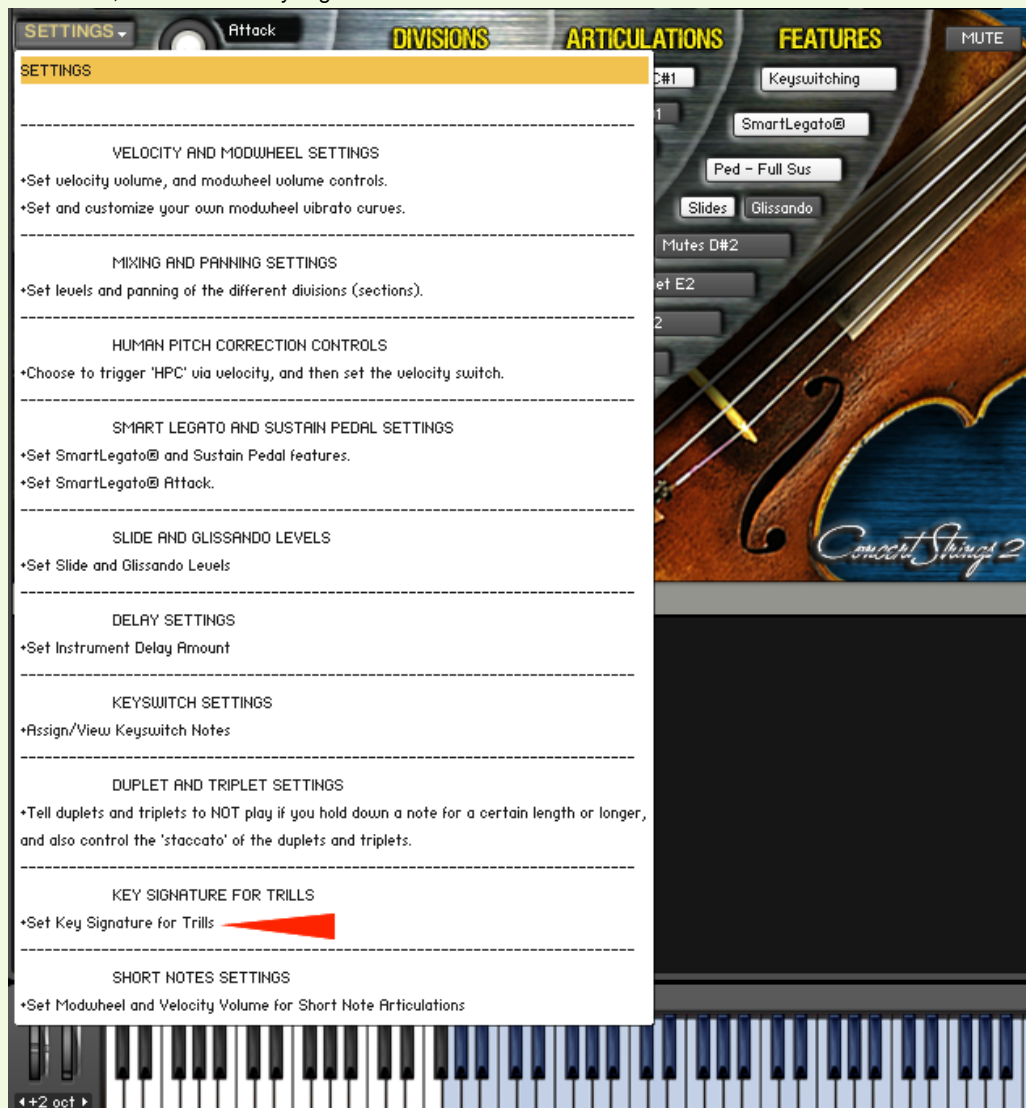 SETTINGS
Attack
DIVISIONS
ARTICULATIONS
FEATURES
MUTE
SETTINGS
C#1
Keyswitching
SmartLegato®
Ped - Full Sus
Slides
Glissando
Mutes D#2
et E2
2
------------------------------------------------------------------------------
VELOCITY AND MODWHEEL SETTINGS
+Set velocity volume, and modwheel volume controls.
+Set and customize your own modwheel vibrato curves.
------------------------------------------------------------------------------
MIXING AND PANNING SETTINGS
+Set levels and panning of the different divisions (sections).
------------------------------------------------------------------------------
HUMAN PITCH CORRECTION CONTROLS
+Choose to trigger 'HPC' via velocity, and then set the velocity switch.
------------------------------------------------------------------------------
SMART LEGATO AND SUSTAIN PEDAL SETTINGS
+Set SmartLegato® and Sustain Pedal features.
+Set SmartLegato® Attack.
------------------------------------------------------------------------------
SLIDE AND GLISSANDO LEVELS
+Set Slide and Glissando Levels
------------------------------------------------------------------------------
DELAY SETTINGS
+Set Instrument Delay Amount
------------------------------------------------------------------------------
KEYSWITCH SETTINGS
+Assign/View Keyswitch Notes
------------------------------------------------------------------------------
DUPLET AND TRIPLET SETTINGS
+Tell duplets and triplets to NOT play if you hold down a note for a certain length or longer,
and also control the 'staccato' of the duplets and triplets.
------------------------------------------------------------------------------
KEY SIGNATURE FOR TRILLS
+Set Key Signature for Trills
------------------------------------------------------------------------------
SHORT NOTES SETTINGS
+Set Modwheel and Velocity Volume for Short Note Articulations
Concert Strings 2
+2 oct